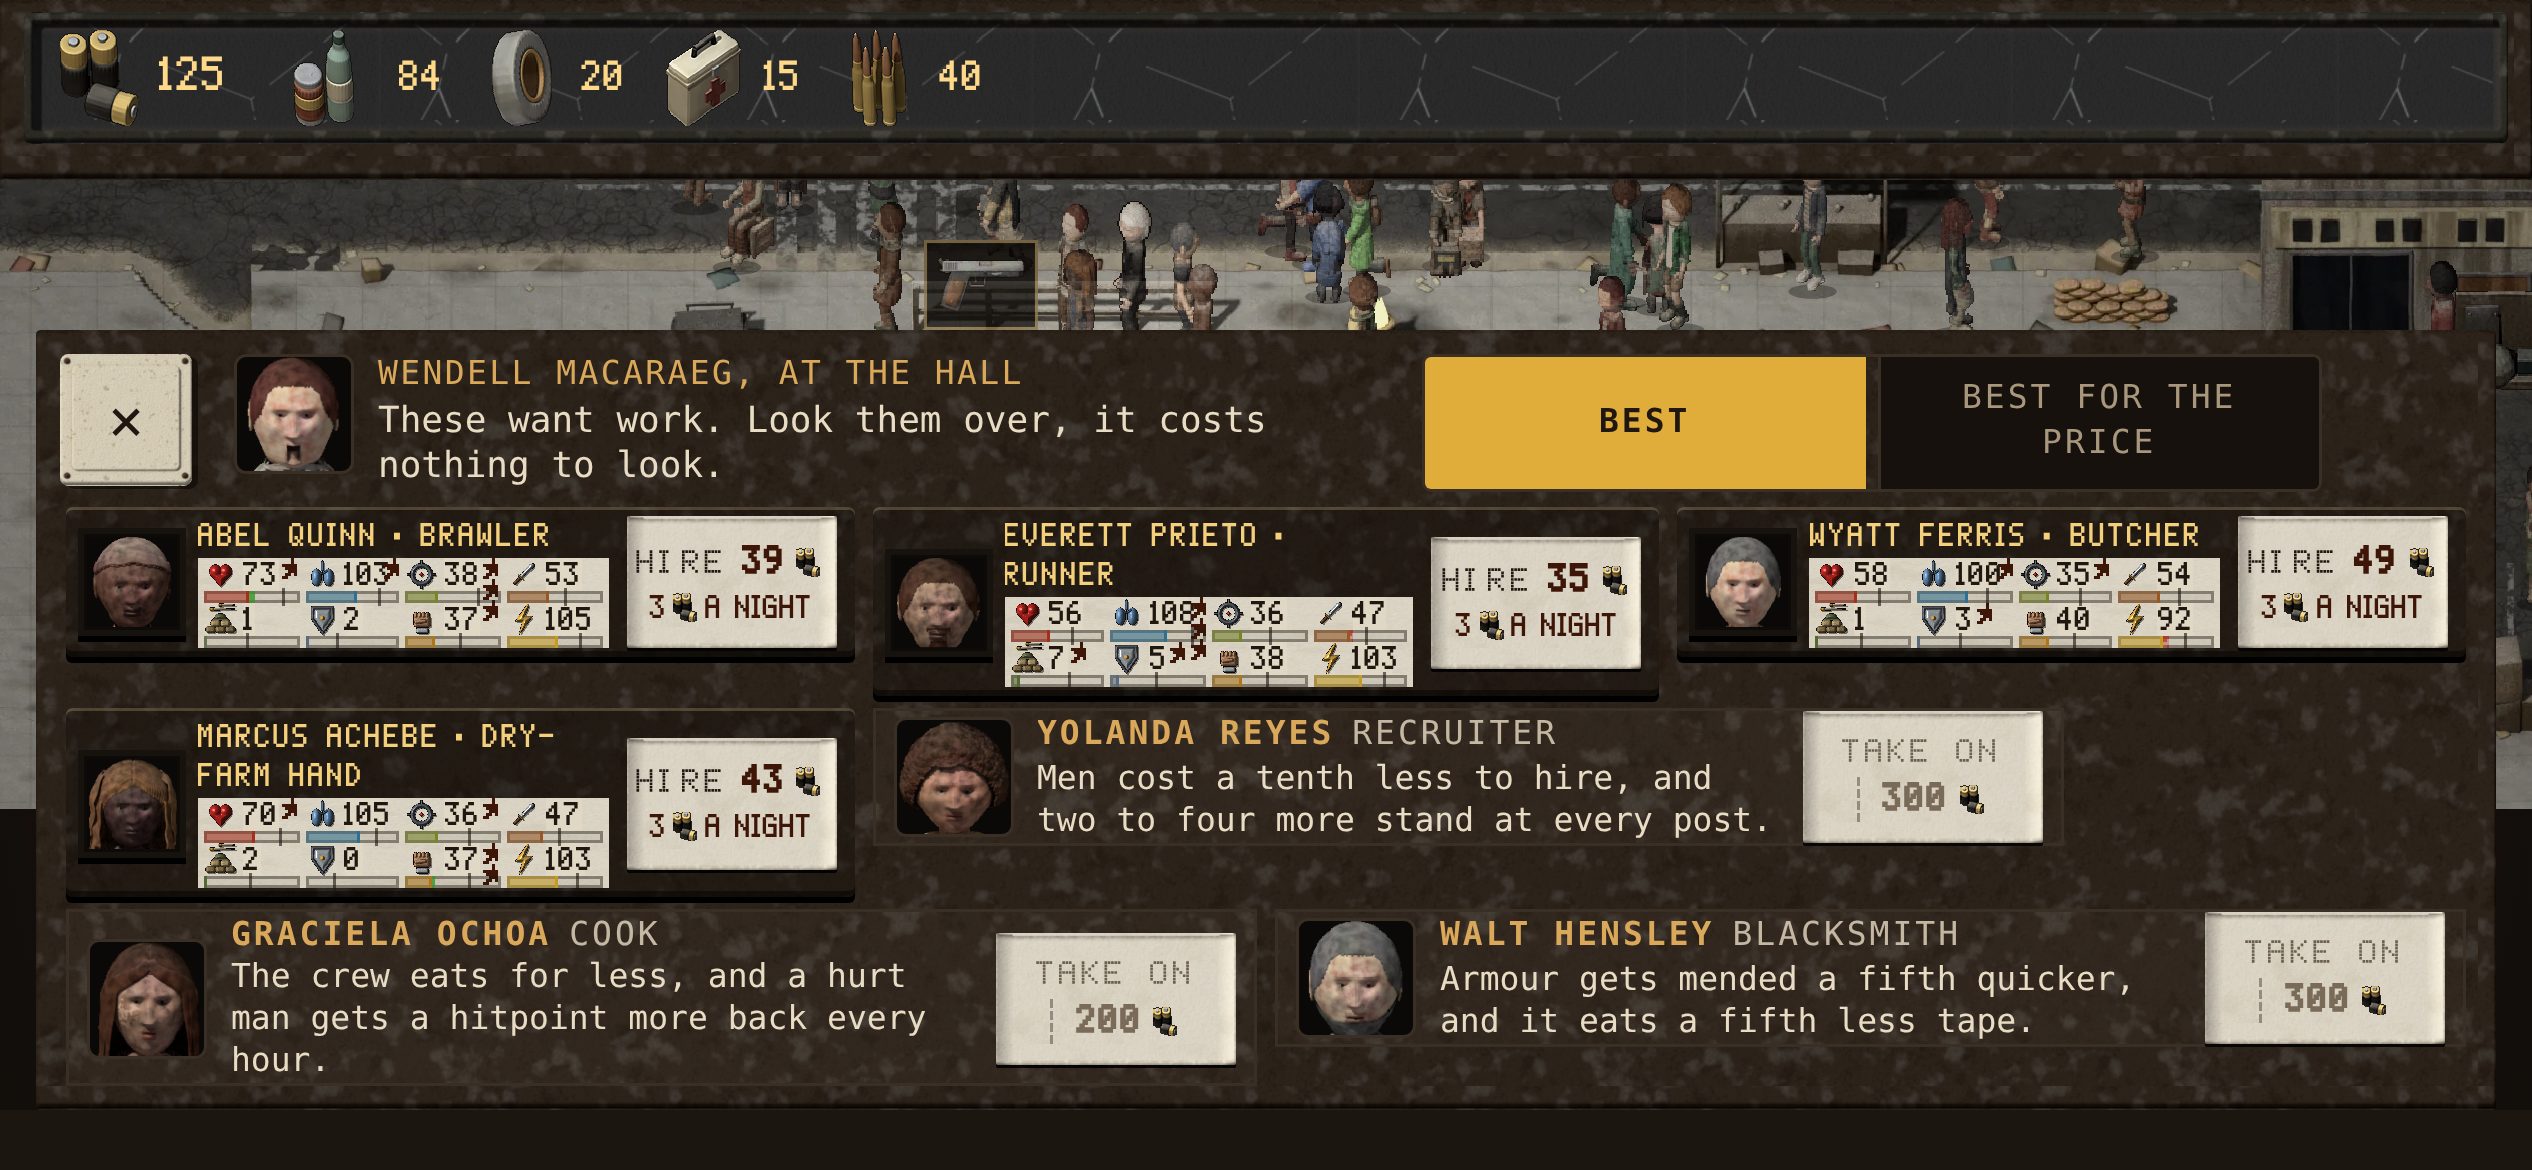 125 84 20 15 40
WENDELL MACARAEG, AT THE HALL
These want work. Look them over, it costs
nothing to look.
×
BEST
BEST FOR THE
PRICE
ABEL QUINN · BRAWLER
73 103 38 53
1 2 37 105
HIRE 39
3 A NIGHT
EVERETT PRIETO ·
RUNNER
56 108 36 47
7 5 38 103
HIRE 35
3 A NIGHT
WYATT FERRIS · BUTCHER
58 100 35 54
1 3 40 92
HIRE 49
3 A NIGHT
MARCUS ACHEBE · DRY-
FARM HAND
70 105 36 47
2 0 37 103
HIRE 43
3 A NIGHT
YOLANDA REYES RECRUITER
Men cost a tenth less to hire, and
two to four more stand at every post.
TAKE ON
300
GRACIELA OCHOA COOK
The crew eats for less, and a hurt
man gets a hitpoint more back every
hour.
TAKE ON
200
WALT HENSLEY BLACKSMITH
Armour gets mended a fifth quicker,
and it eats a fifth less tape.
TAKE ON
300